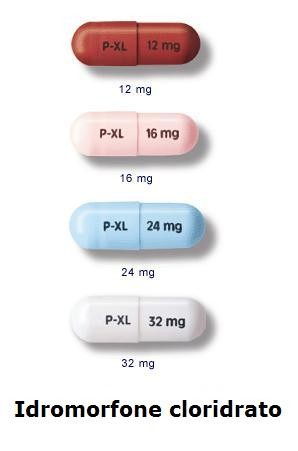 P-XL 12 mg
12 mg
P-XL 16 mg
16 mg
P-XL 24 mg
24 mg
P-XL 32 mg
32 mg
Idromorfone cloridrato